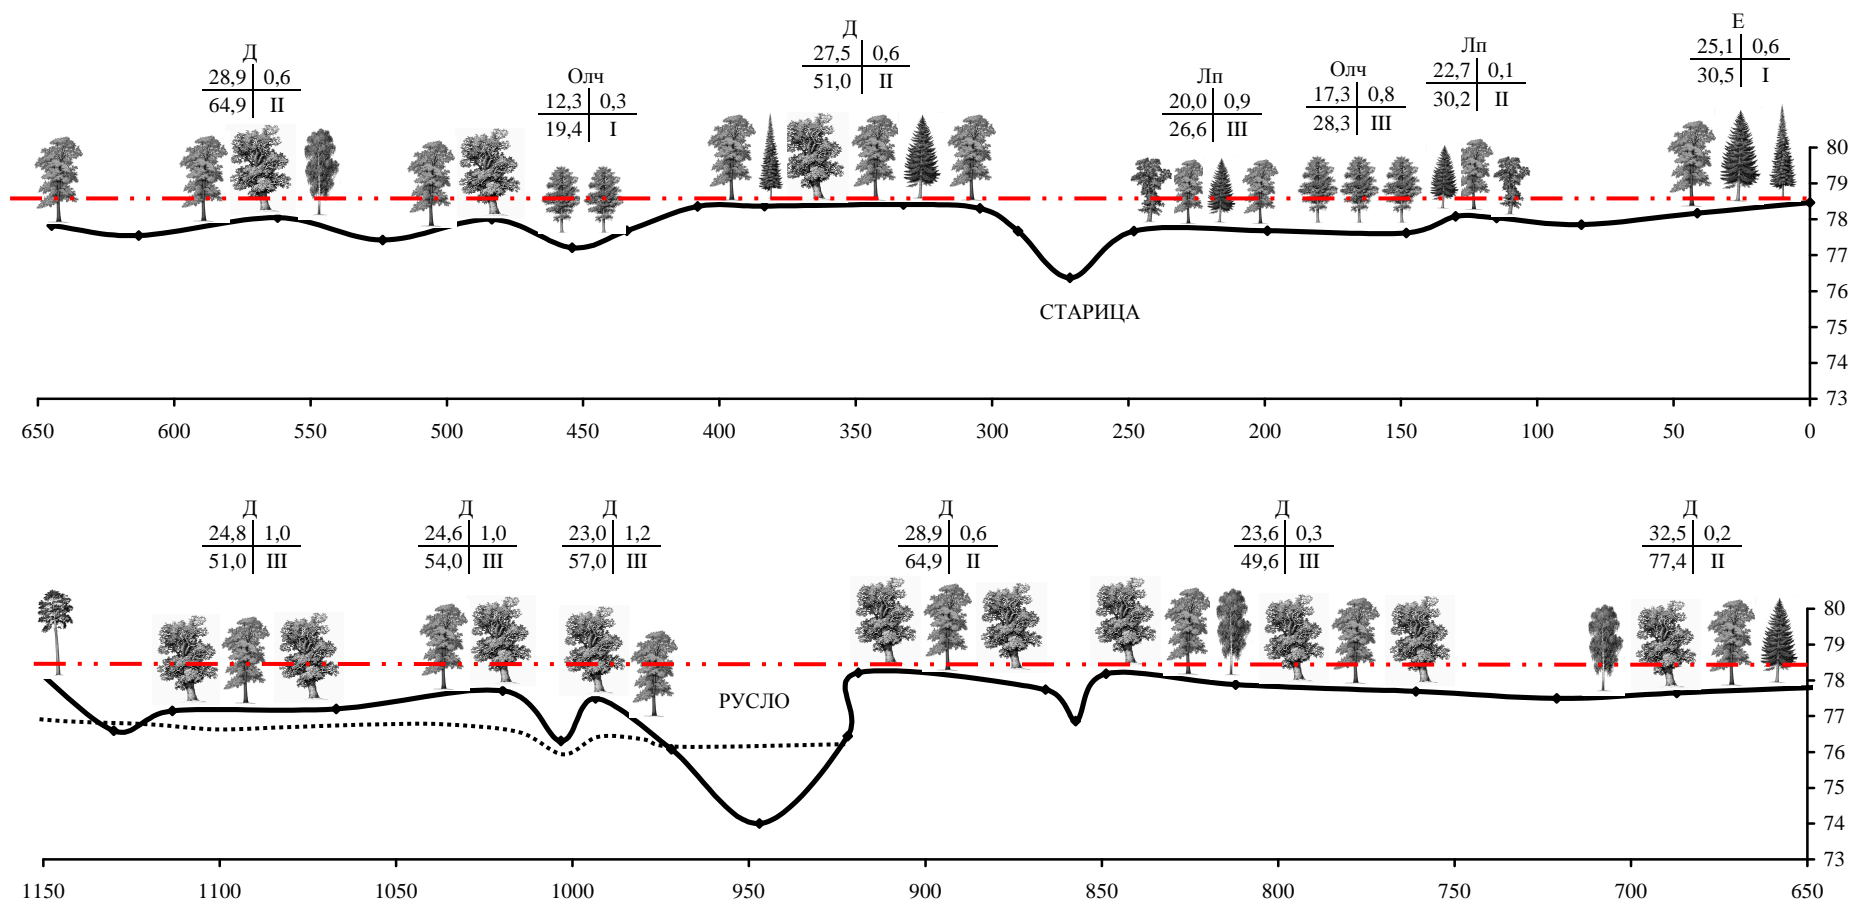 Е
Д 25,1 0,6
Д 27,5 0,6 Лп 30,5 I
28,9 0,6 Олч 51,0 II Лп Олч 22,7 0,1
64,9 II 12,3 0,3 20,0 0,9 17,3 0,8 30,2 II
19,4 I 26,6 III 28,3 III
80
79
78
77
76
СТАРИЦА
75
74
73
650 600 550 500 450 400 350 300 250 200 150 100 50 0
Д Д Д Д Д Д
24,8 1,0 24,6 1,0 23,0 1,2 28,9 0,6 23,6 0,3 32,5 0,2
51,0 III 54,0 III 57,0 III 64,9 II 49,6 III 77,4 II
80
79
78
РУСЛО
77
76
75
74
73
1150 1100 1050 1000 950 900 850 800 750 700 650